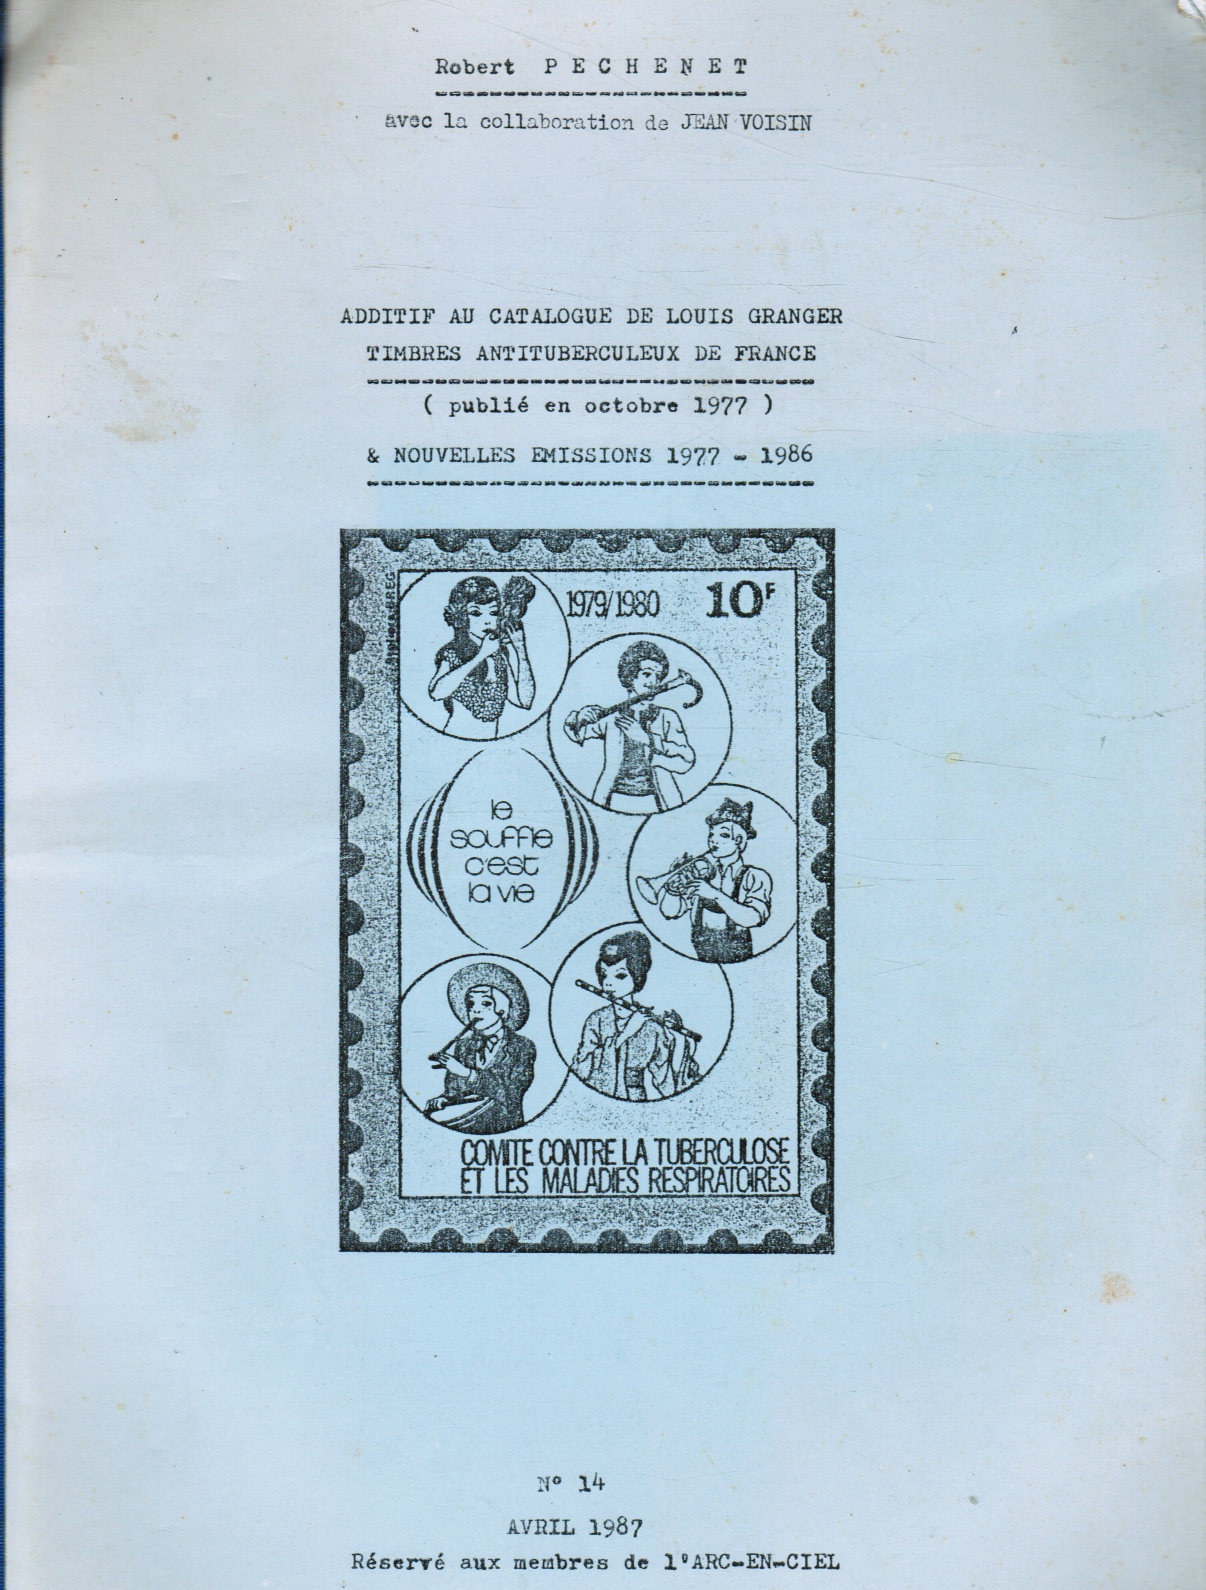 Robert P E C H E N E T
avec la collaboration de JEAN VOISIN
ADDITIF AU CATALOGUE DE LOUIS GRANGER
TIMBRES ANTITUBERCULEUX DE FRANCE
( publié en octobre 1977 )
& NOUVELLES EMISSIONS 1977 - 1986
1979/1980 10F
le
souffle
c'est
la vie
COMITE CONTRE LA TUBERCULOSE
ET LES MALADIES RESPIRATOIRES
N° 14
AVRIL 1987
Réservé aux membres de l'ARC-EN-CIEL